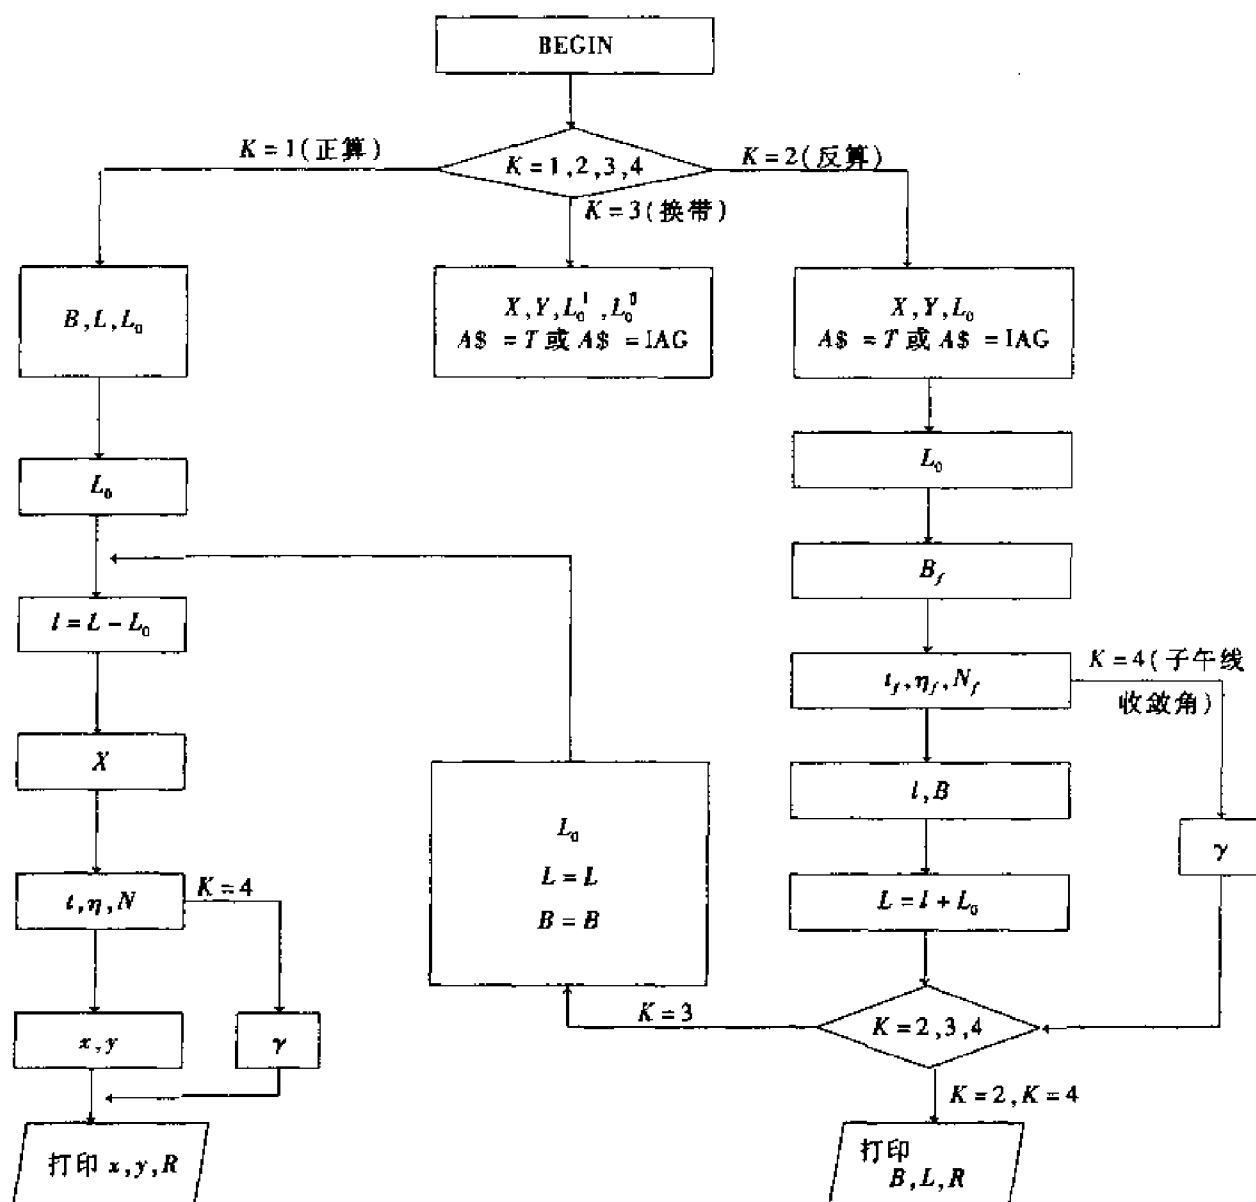 BEGIN
K=1(正算)
K=1,2,3,4
K=2(反算)
K=3(换带)
B,L,L₀
X,Y,L₀ᴵ,L₀ᴵᴵ
A$ =T 或 A$ =IAG
X,Y,L₀
A$ =T 或 A$ =IAG
L₀
L₀
B_f
l=L-L₀
t_f,η_f,N_f
K=4(子午线
收敛角)
X
l,B
L₀
L=L
B=B
γ
t,η,N
K=4
L=l+L₀
x,y
γ
K=3
K=2,3,4
K=2,K=4
打印 x,y,R
打印
B,L,R